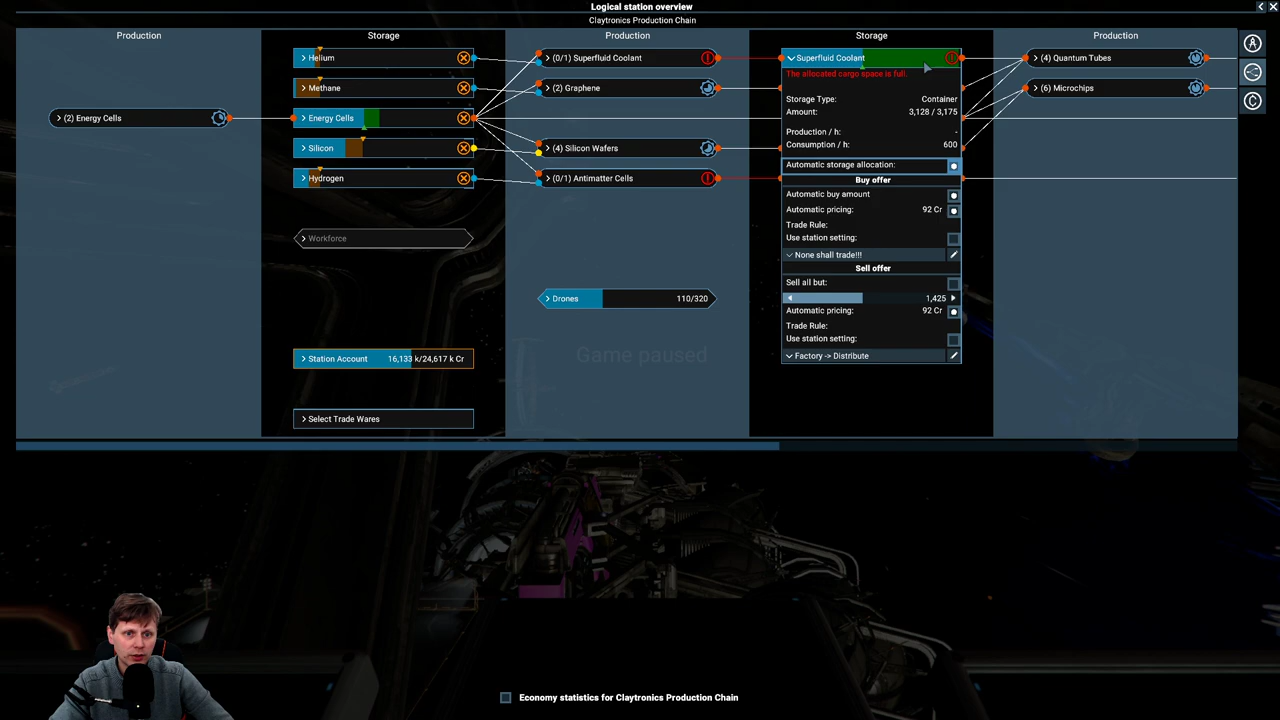 Logical station overview
Claytronics Production Chain
Production
Storage
Production
Storage
Production
Helium
(0/1) Superfluid Coolant
Superfluid Coolant
(4) Quantum Tubes
The allocated cargo space is full.
Methane
(2) Graphene
(6) Microchips
Storage Type: Container
Amount: 3,128 / 3,175
(2) Energy Cells
Energy Cells
Production / h: -
Consumption / h: 600
Silicon
(4) Silicon Wafers
Automatic storage allocation:
Hydrogen
(0/1) Antimatter Cells
Buy offer
Automatic buy amount
Automatic pricing: 92 Cr
Trade Rule:
Use station setting:
Workforce
None shall trade!!!
Sell offer
Sell all but:
Drones 110/320
1,425
Automatic pricing: 92 Cr
Trade Rule:
Use station setting:
Factory -> Distribute
Game paused
Station Account 16,133 k/24,617 k Cr
Select Trade Wares
A
C
Economy statistics for Claytronics Production Chain